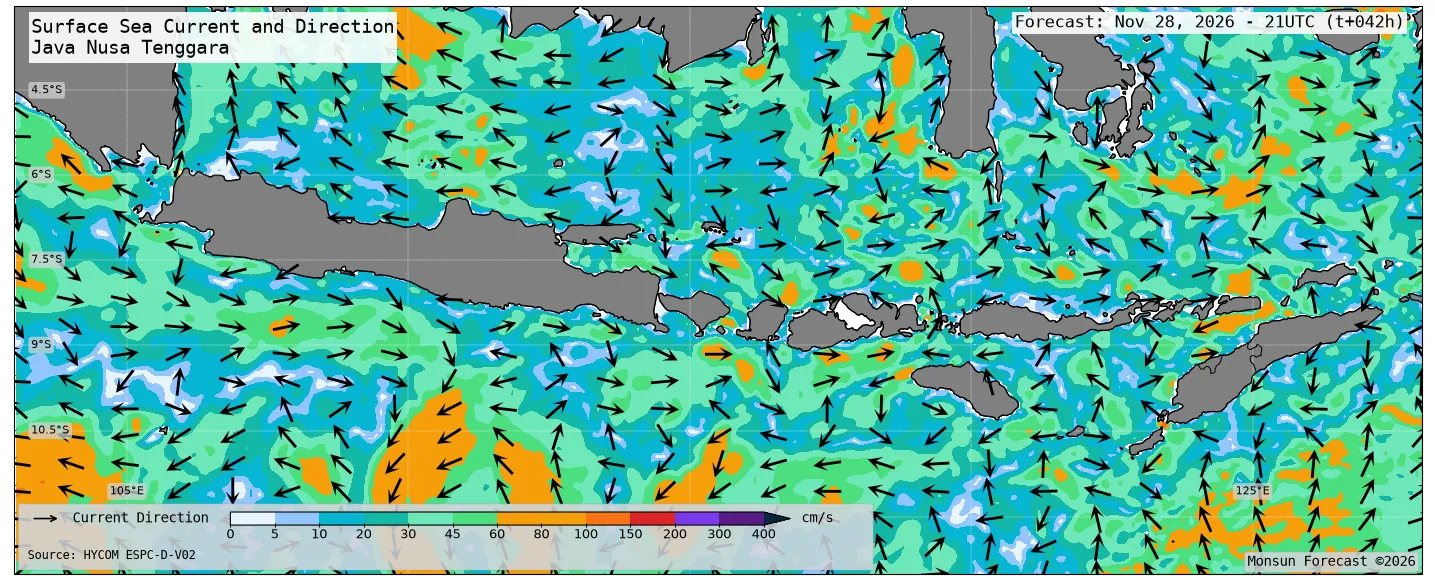 Surface Sea Current and Direction
Java Nusa Tenggara
Forecast: Nov 28, 2026 - 21UTC (t+042h)
4.5°S
6°S
7.5°S
9°S
10.5°S
105°E
125°E
Current Direction
0 5 10 20 30 45 60 80 100 150 200 300 400
cm/s
Source: HYCOM ESPC-D-V02
Monsun Forecast ©2026